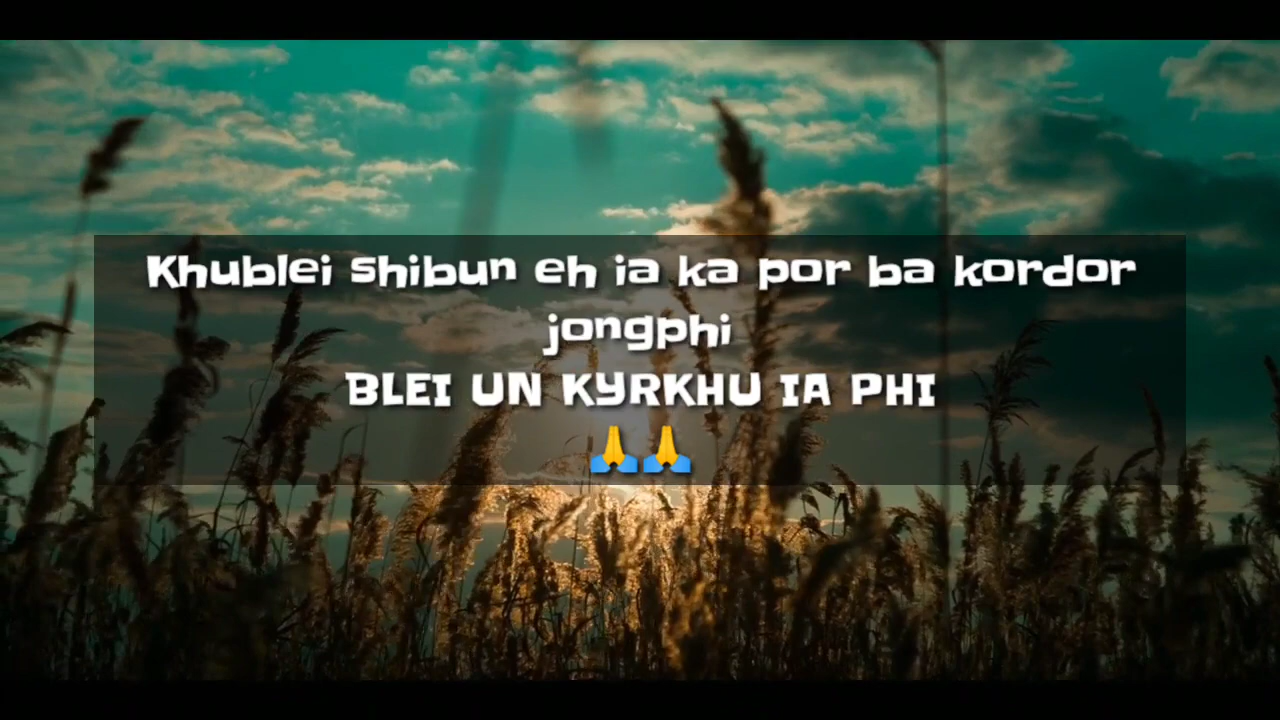 Khublei shibun eh ia ka por ba kordor
jongphi
BLEI UN KYRKHU IA PHI
🙏🙏